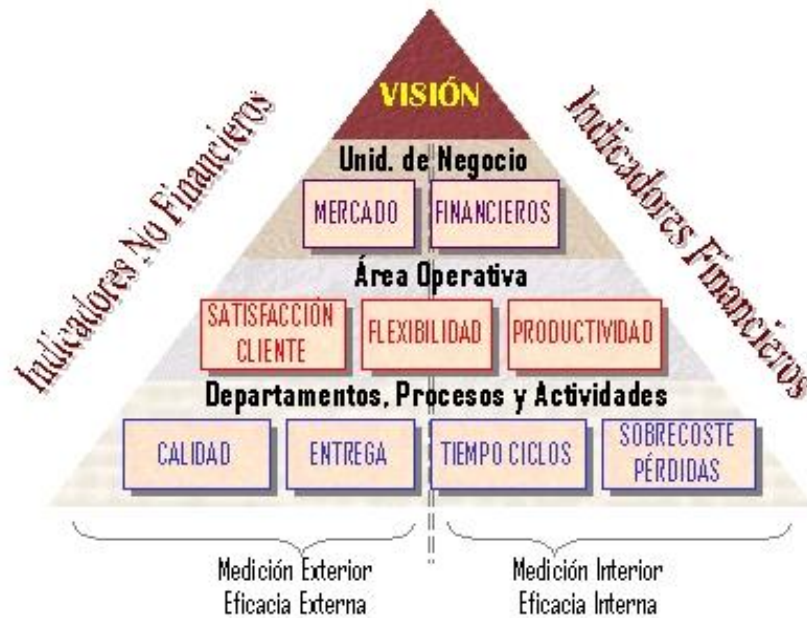 VISIÓN
Indicadores No Financieros
Indicadores Financieros
Unid. de Negocio
MERCADO
FINANCIEROS
Área Operativa
SATISFACCIÓN
CLIENTE
FLEXIBILIDAD
PRODUCTIVIDAD
Departamentos, Procesos y Actividades
CALIDAD
ENTREGA
TIEMPO CICLOS
SOBRECOSTE
PÉRDIDAS
Medición Exterior
Eficacia Externa
Medición Interior
Eficacia Interna